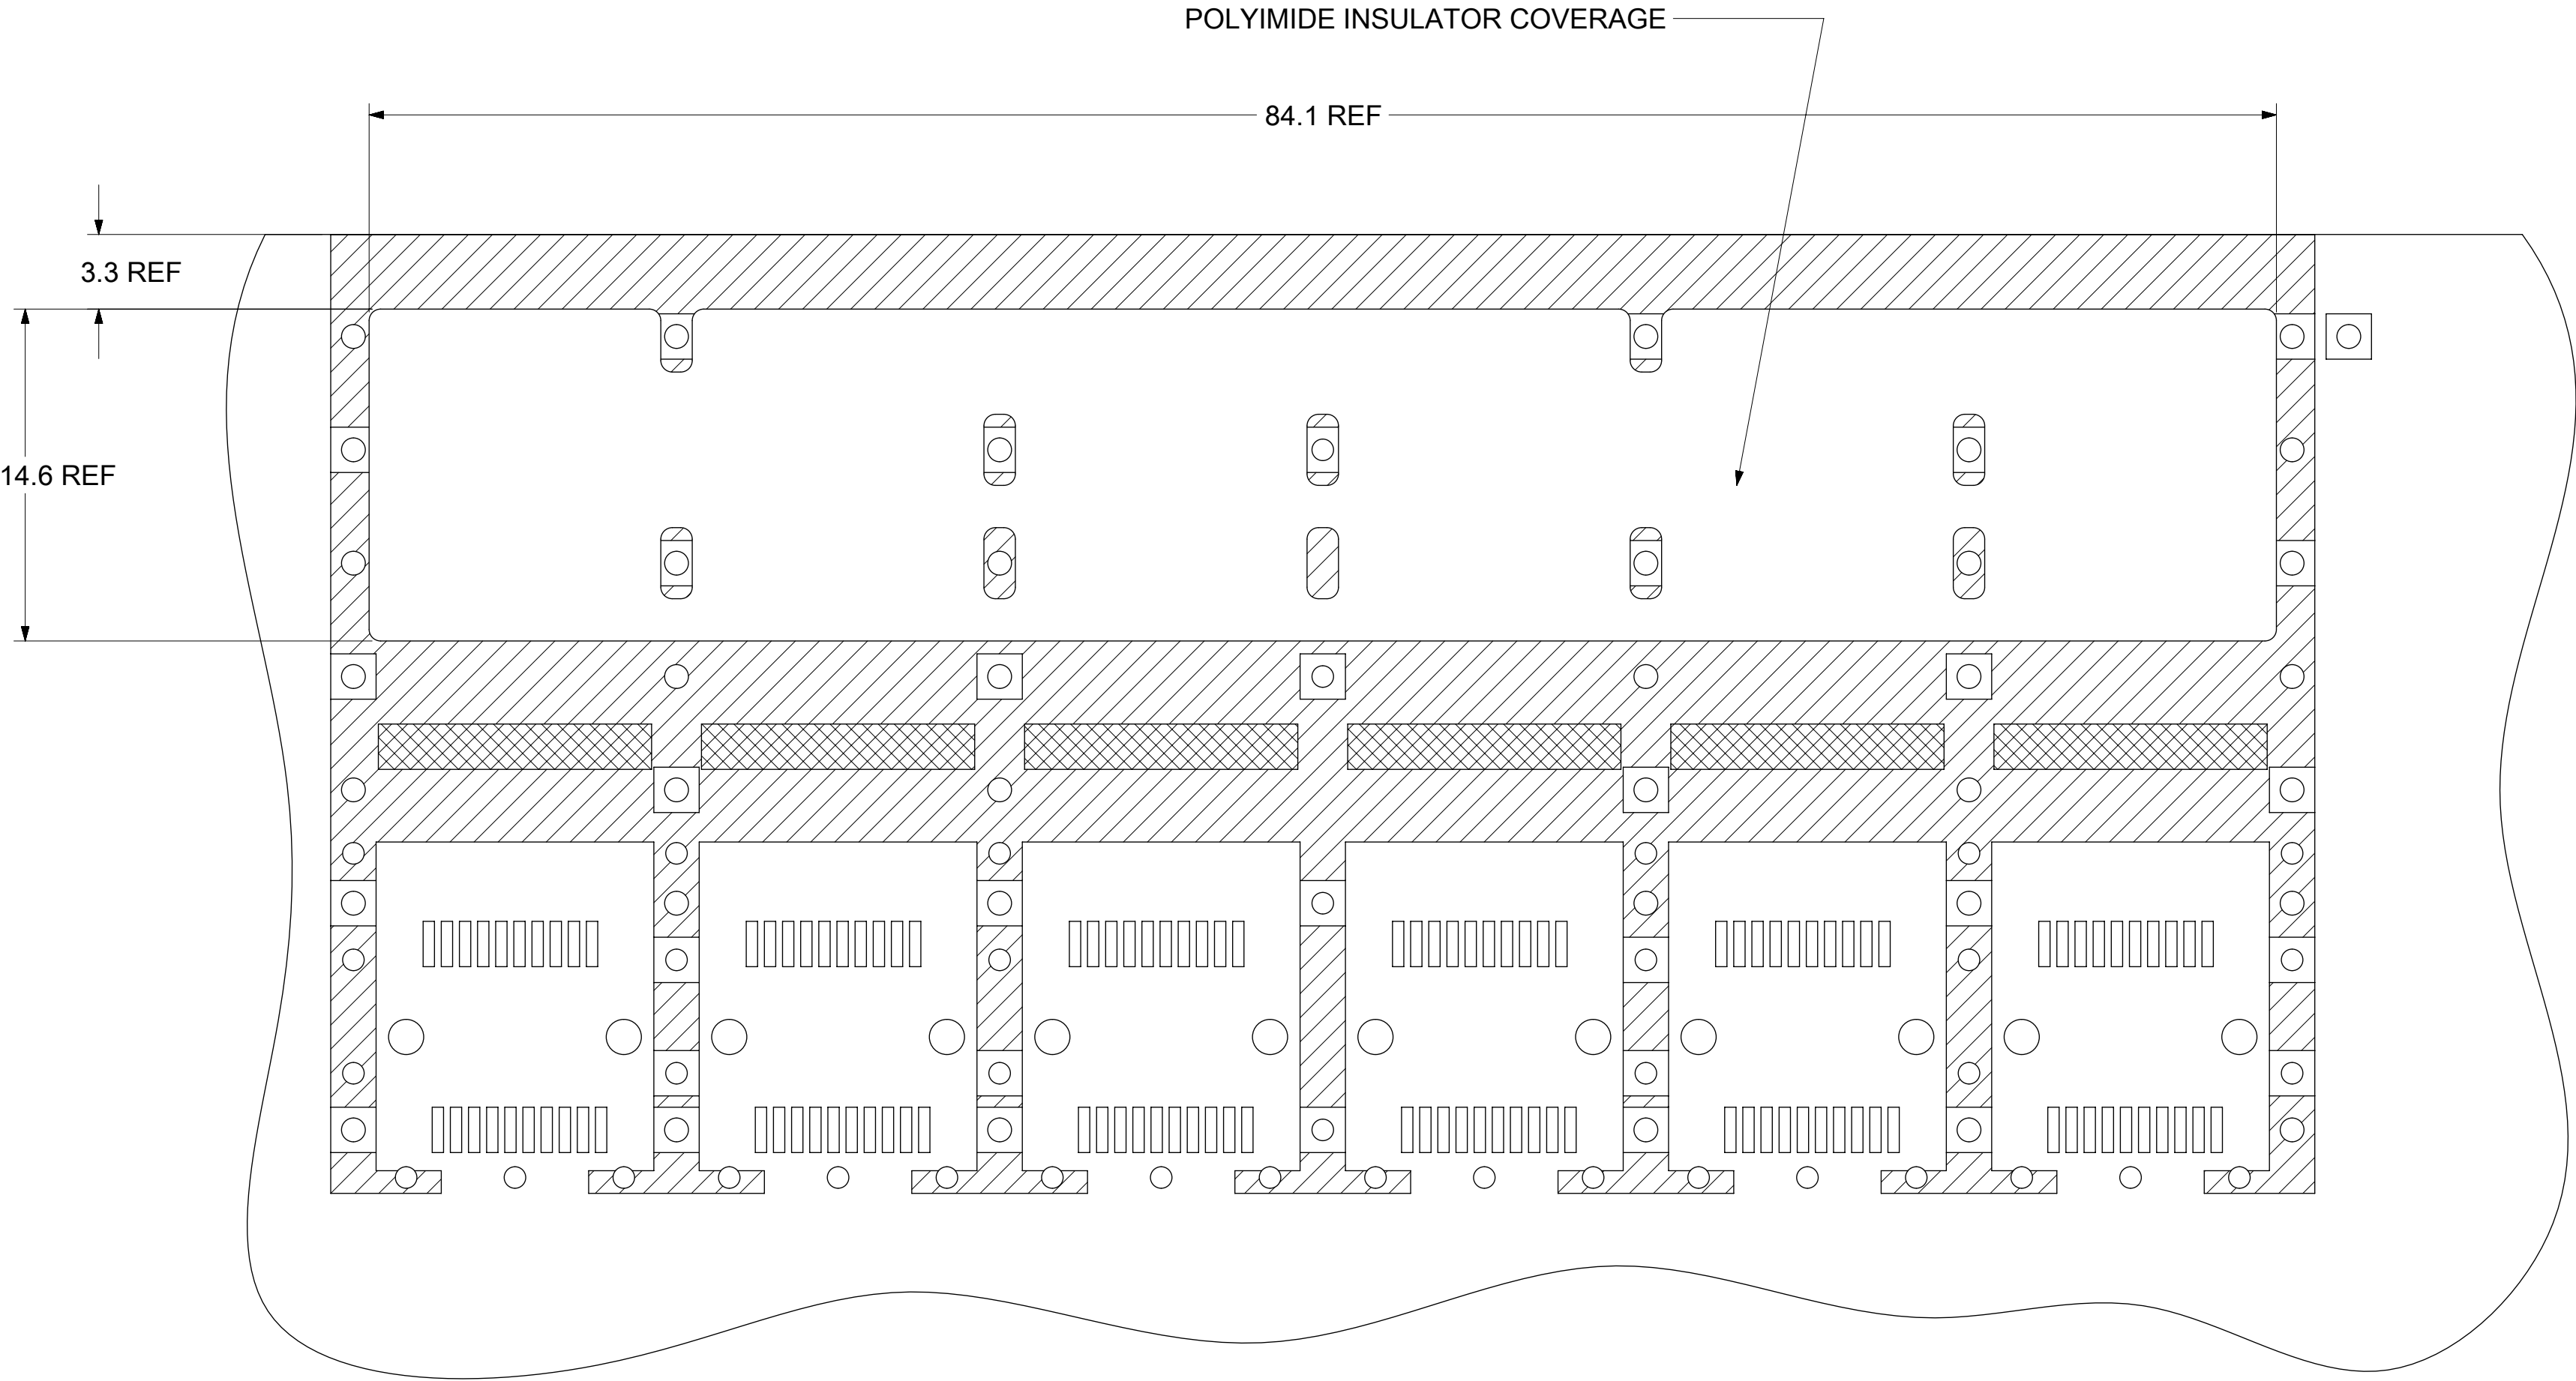 POLYIMIDE INSULATOR COVERAGE
84.1 REF
3.3 REF
14.6 REF